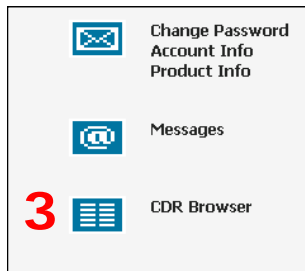 Change Password
Account Info
Product Info
@ Messages
3 CDR Browser